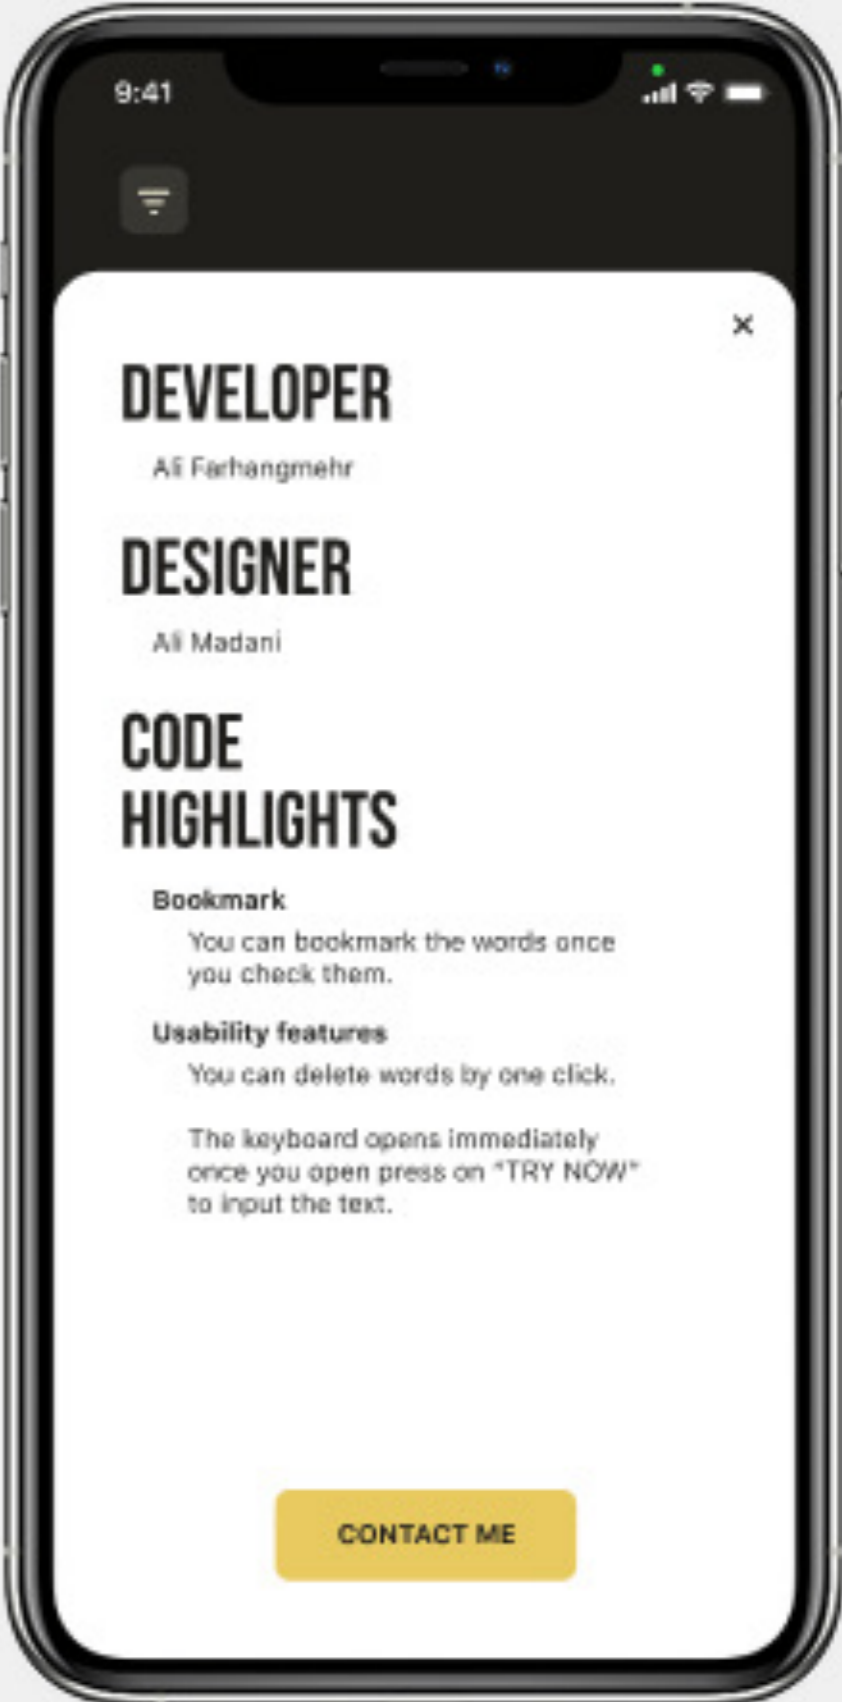 9:41
DEVELOPER
Ali Farhangmehr
DESIGNER
Ali Madani
CODE
HIGHLIGHTS
Bookmark
You can bookmark the words once
you check them.
Usability features
You can delete words by one click.
The keyboard opens immediately
once you open press on "TRY NOW"
to input the text.
CONTACT ME